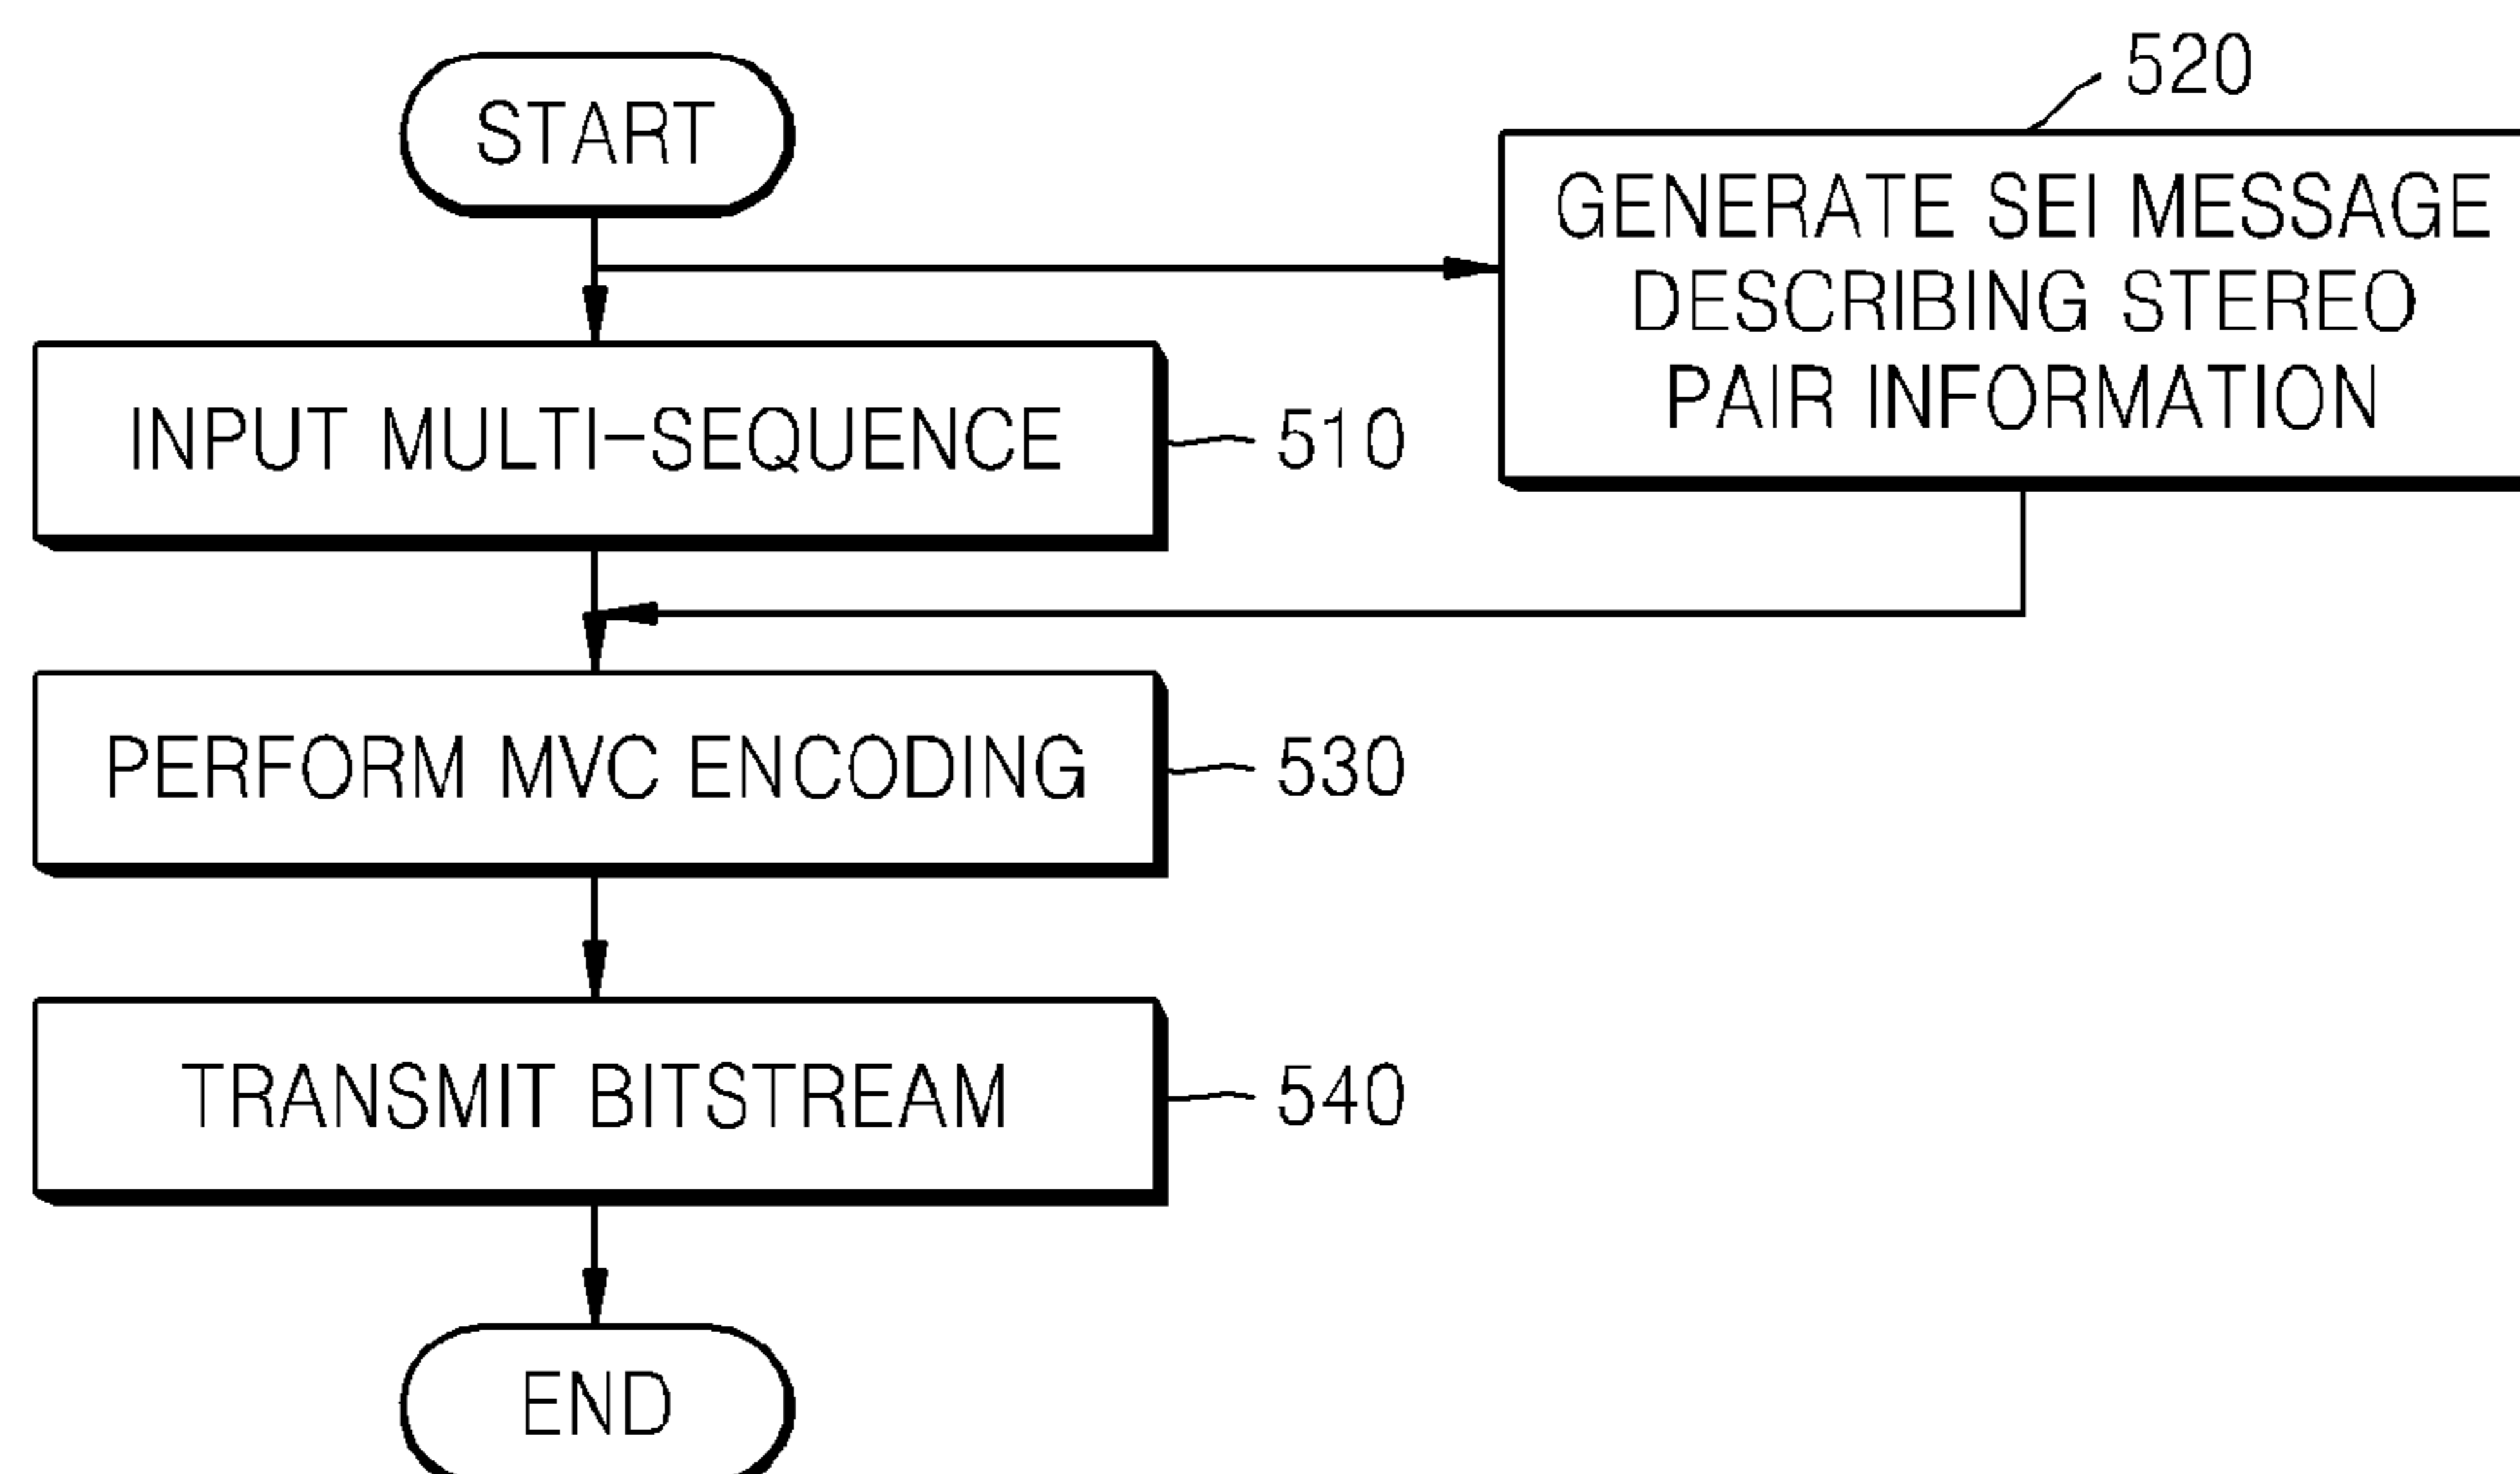 START
520
GENERATE SEI MESSAGE
DESCRIBING STEREO
PAIR INFORMATION
INPUT MULTI-SEQUENCE
510
PERFORM MVC ENCODING
530
TRANSMIT BITSTREAM
540
END